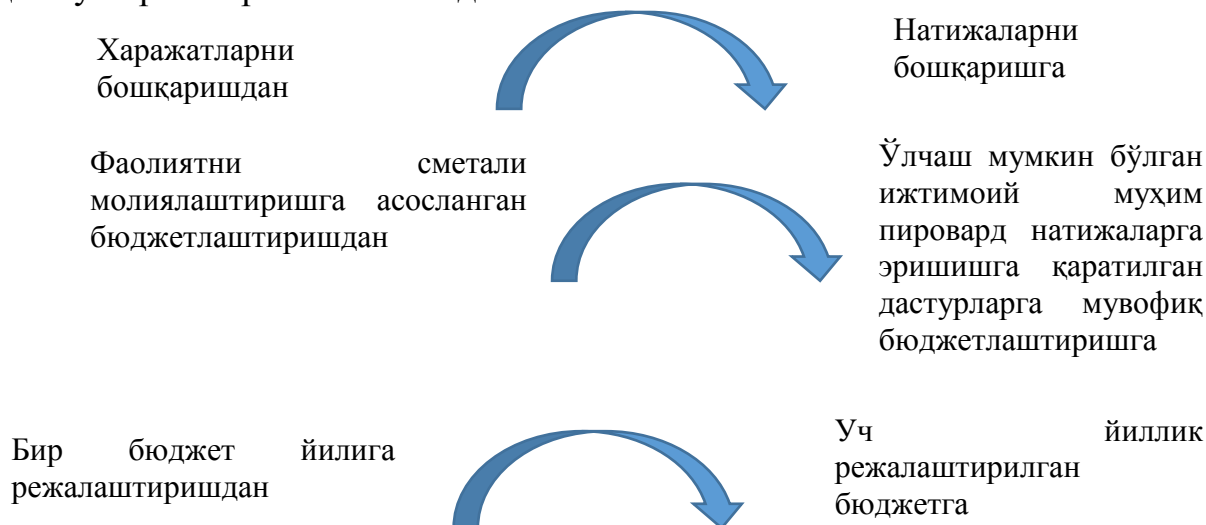 Харажатларни
бошқаришдан
Натижаларни
бошқаришга
Фаолиятни сметали
молиялаштиришга асосланган
бюджетлаштиришдан
Ўлчаш мумкин бўлган
ижтимоий муҳим
пировард натижаларга
эришишга қаратилган
дастурларга мувофиқ
бюджетлаштиришга
Бир бюджет йилига
режалаштиришдан
Уч йиллик
режалаштирилган
бюджетга